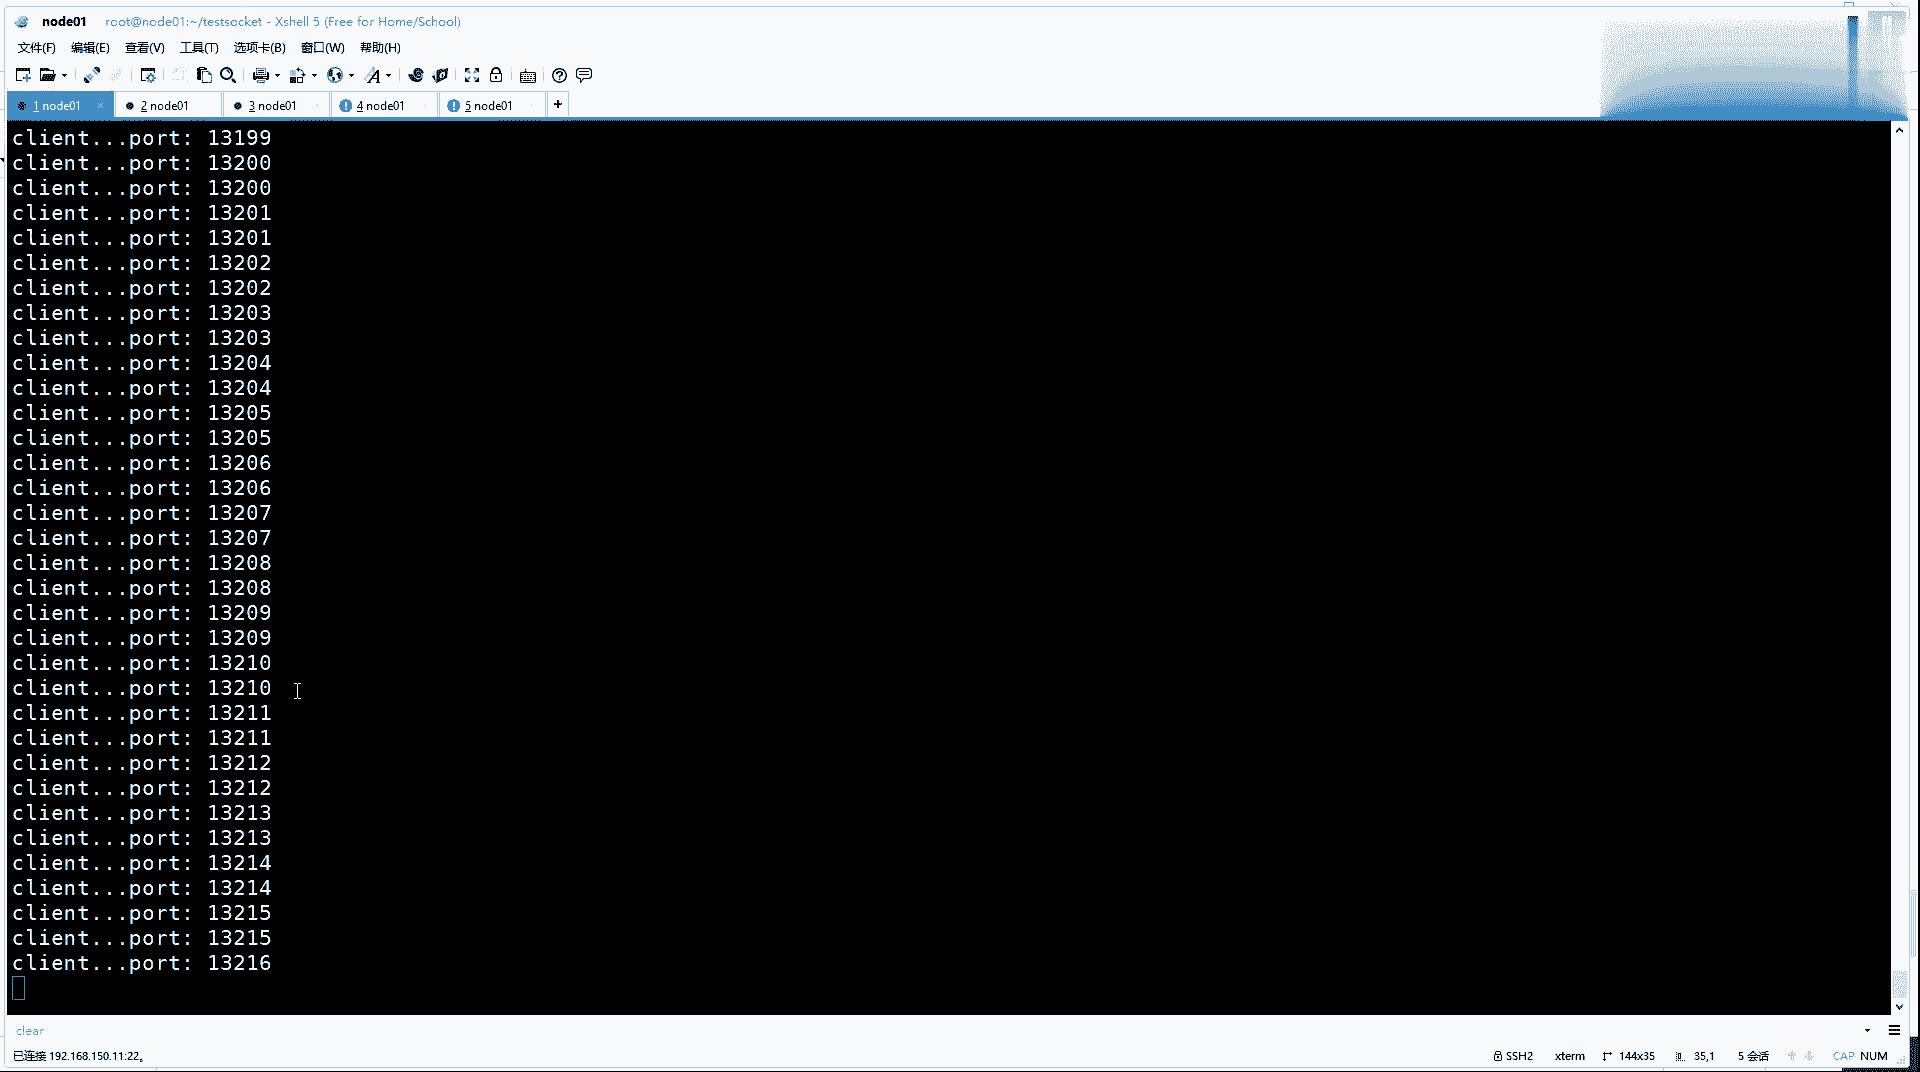 node01 root@node01:~/testsocket - Xshell 5 (Free for Home/School)
文件(F) 编辑(E) 查看(V) 工具(T) 选项卡(B) 窗口(W) 帮助(H)
1 node01 × 2 node01 3 node01 4 node01 5 node01 +
client...port: 13199
client...port: 13200
client...port: 13200
client...port: 13201
client...port: 13201
client...port: 13202
client...port: 13202
client...port: 13203
client...port: 13203
client...port: 13204
client...port: 13204
client...port: 13205
client...port: 13205
client...port: 13206
client...port: 13206
client...port: 13207
client...port: 13207
client...port: 13208
client...port: 13208
client...port: 13209
client...port: 13209
client...port: 13210
client...port: 13210
client...port: 13211
client...port: 13211
client...port: 13212
client...port: 13212
client...port: 13213
client...port: 13213
client...port: 13214
client...port: 13214
client...port: 13215
client...port: 13215
client...port: 13216
clear
已连接 192.168.150.11:22。 SSH2 xterm 144x35 35,1 5 会话 CAP NUM